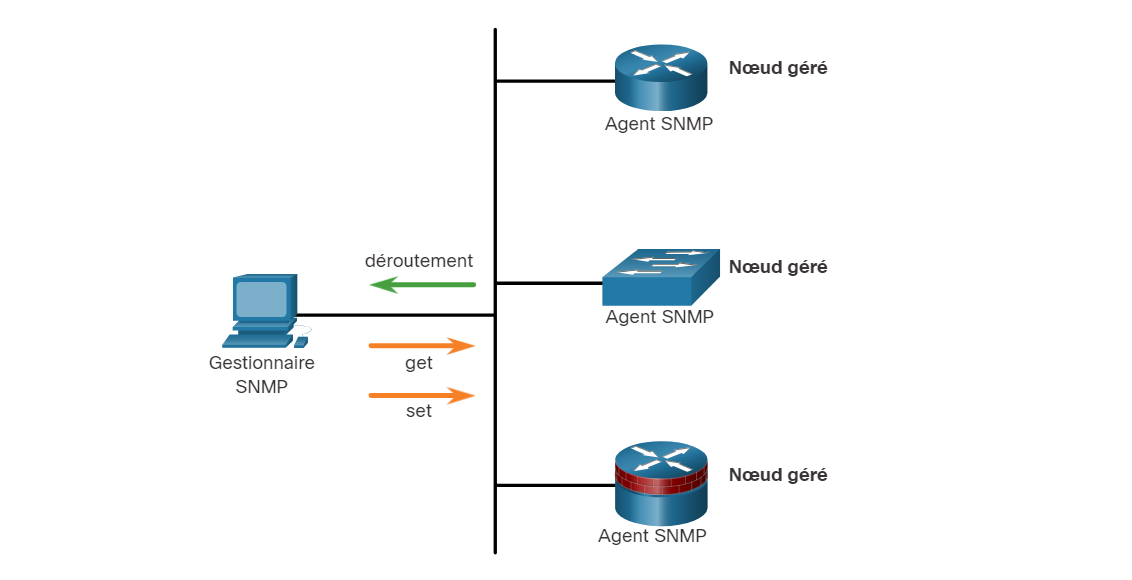 Nœud géré
Agent SNMP
déroutement
Nœud géré
Agent SNMP
Gestionnaire
SNMP
get
set
Nœud géré
Agent SNMP